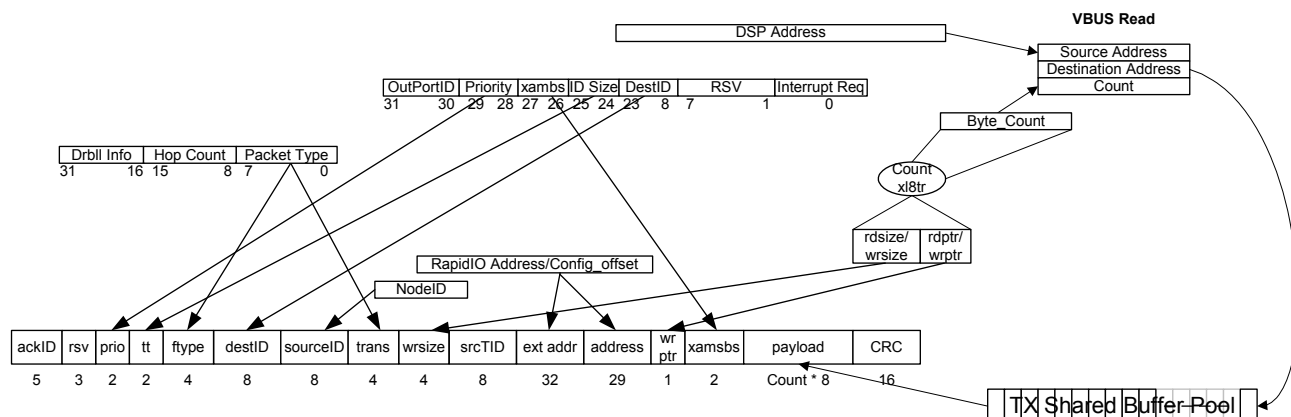 VBUS Read
DSP Address
Source Address
Destination Address
Count
OutPortID Priority xambs ID Size DestID RSV Interrupt Req
31 30 29 28 27 26 25 24 23 8 7 1 0
Byte_Count
Drbll Info Hop Count Packet Type
31 16 15 8 7 0
Count
xl8tr
rdsize/ rdptr/
wrsize wrptr
RapidIO Address/Config_offset
NodeID
ackID rsv prio tt ftype destID sourceID trans wrsize srcTID ext addr address wr ptr xamsbs payload CRC
5 3 2 2 4 8 8 4 4 8 32 29 1 2 Count * 8 16
TX Shared Buffer Pool